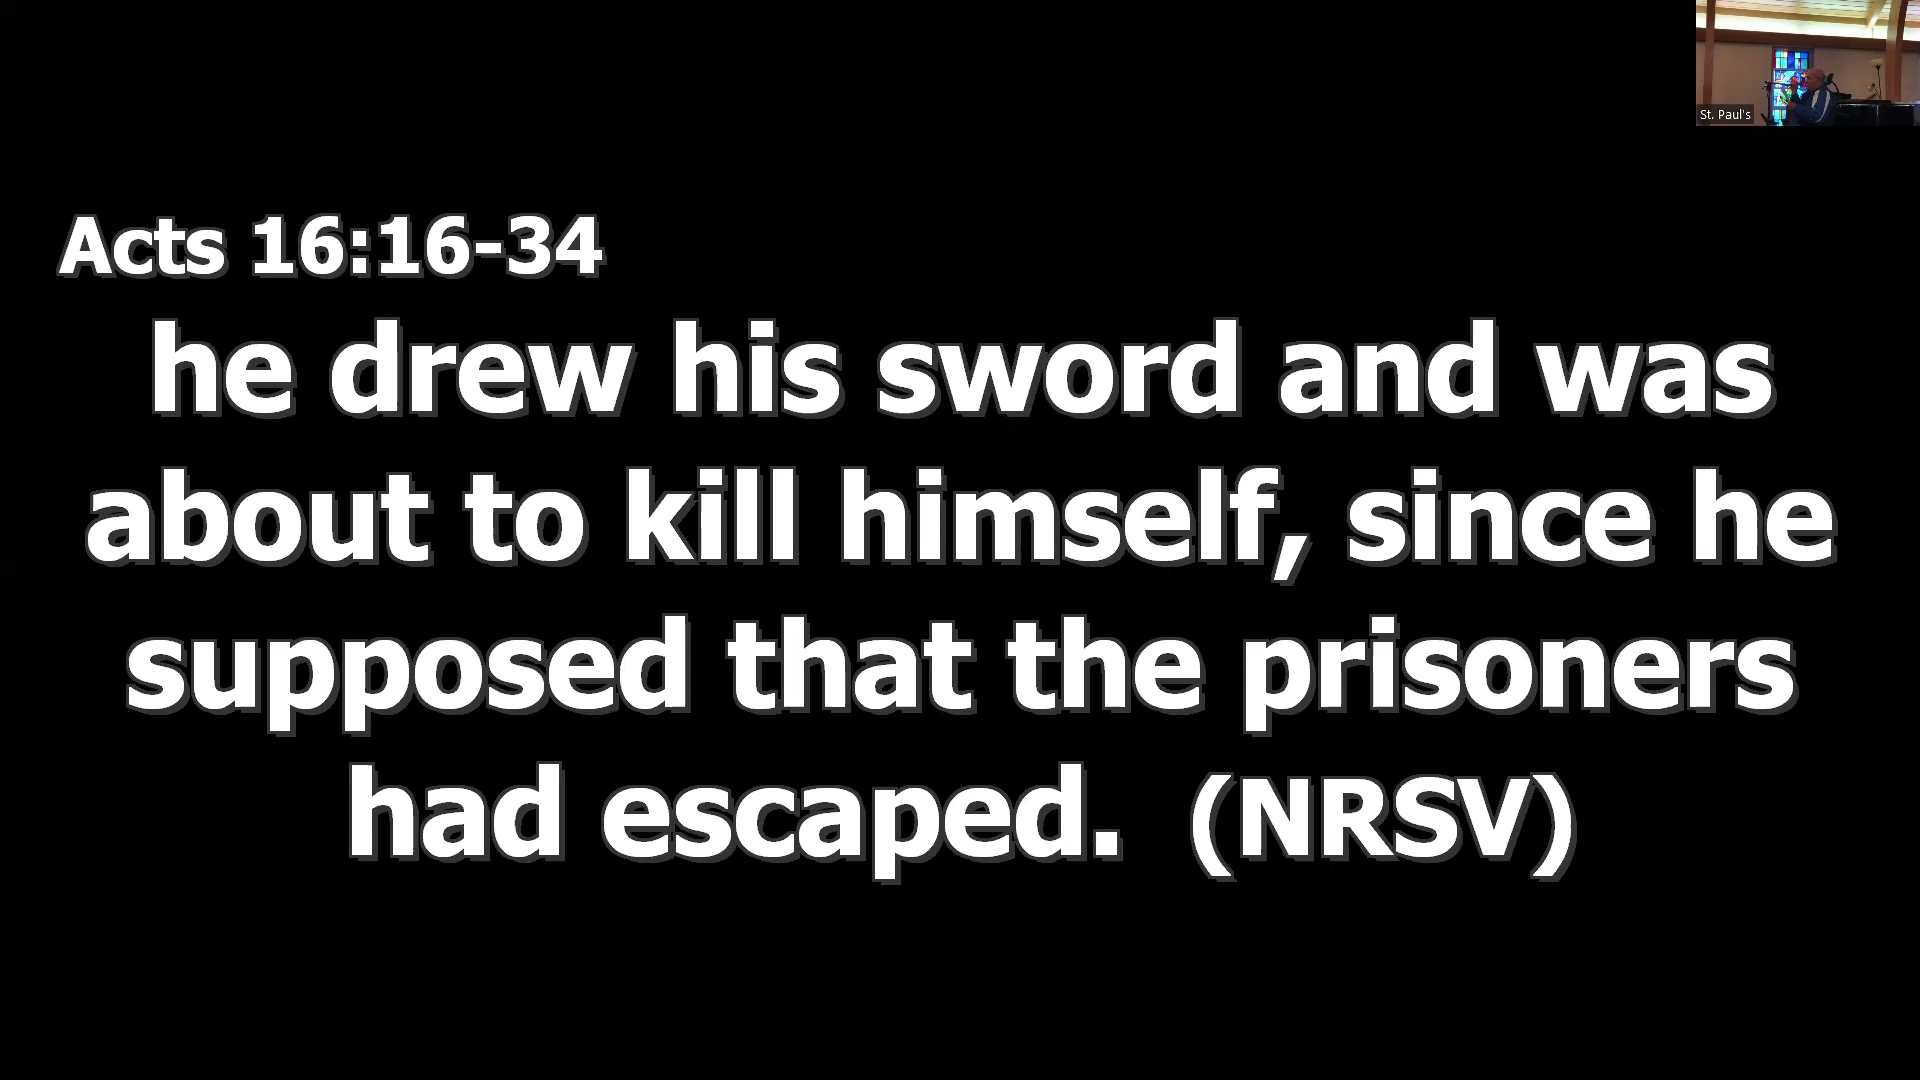 St. Paul's
Acts 16:16-34
he drew his sword and was
about to kill himself, since he
supposed that the prisoners
had escaped.  (NRSV)